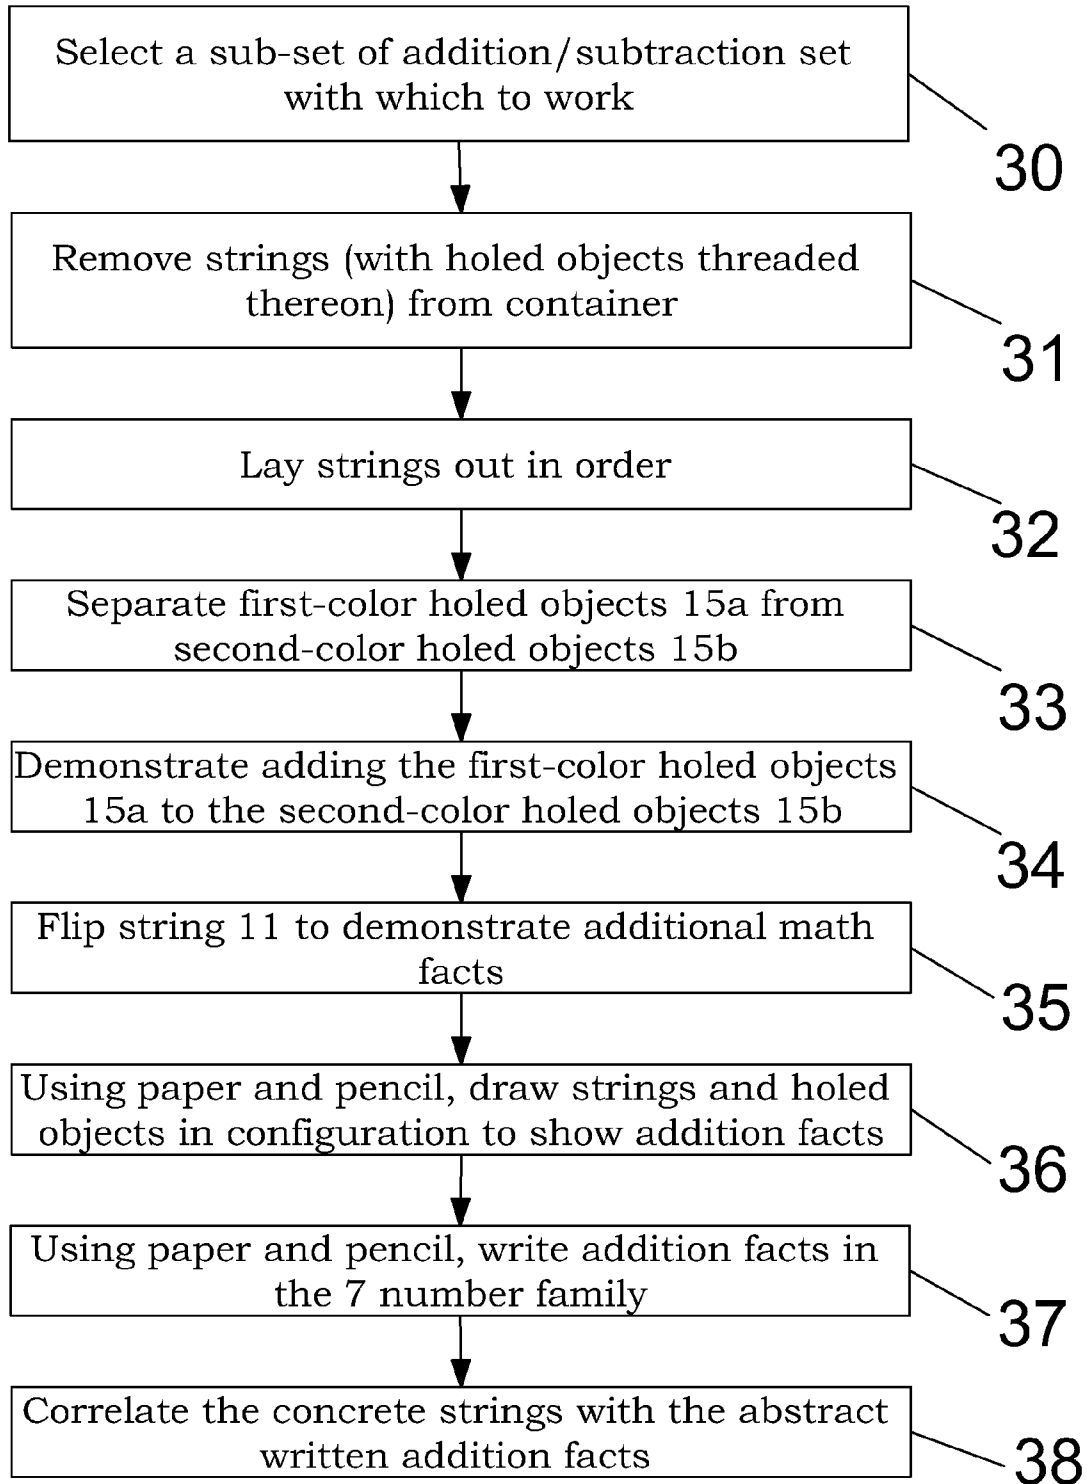 Select a sub-set of addition/subtraction set
with which to work
30
Remove strings (with holed objects threaded
thereon) from container
31
Lay strings out in order
32
Separate first-color holed objects 15a from
second-color holed objects 15b
33
Demonstrate adding the first-color holed objects
15a to the second-color holed objects 15b
34
Flip string 11 to demonstrate additional math
facts
35
Using paper and pencil, draw strings and holed
objects in configuration to show addition facts
36
Using paper and pencil, write addition facts in
the 7 number family
37
Correlate the concrete strings with the abstract
written addition facts
38